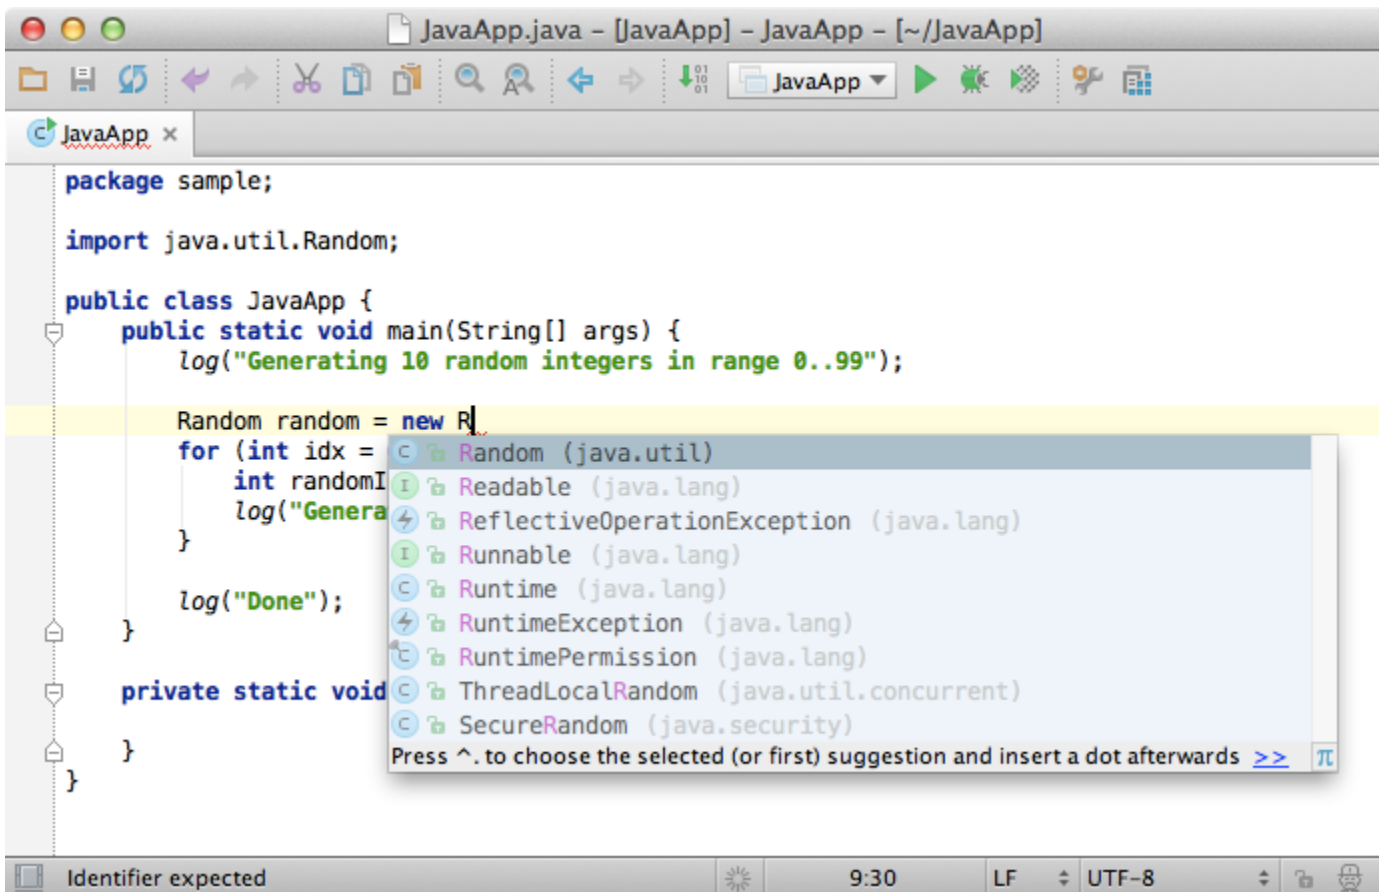 JavaApp.java – [JavaApp] – JavaApp – [~/JavaApp]
JavaApp
JavaApp
package sample;
import java.util.Random;
public class JavaApp {
public static void main(String[] args) {
log("Generating 10 random integers in range 0..99");
Random random = new R
for (int idx =
int randomI
log("Genera
}
log("Done");
}
private static void
}
}
C Random (java.util)
I Readable (java.lang)
ReflectiveOperationException (java.lang)
I Runnable (java.lang)
C Runtime (java.lang)
RuntimeException (java.lang)
C RuntimePermission (java.lang)
C ThreadLocalRandom (java.util.concurrent)
C SecureRandom (java.security)
Press ^. to choose the selected (or first) suggestion and insert a dot afterwards >> π
Identifier expected
9:30 LF UTF-8